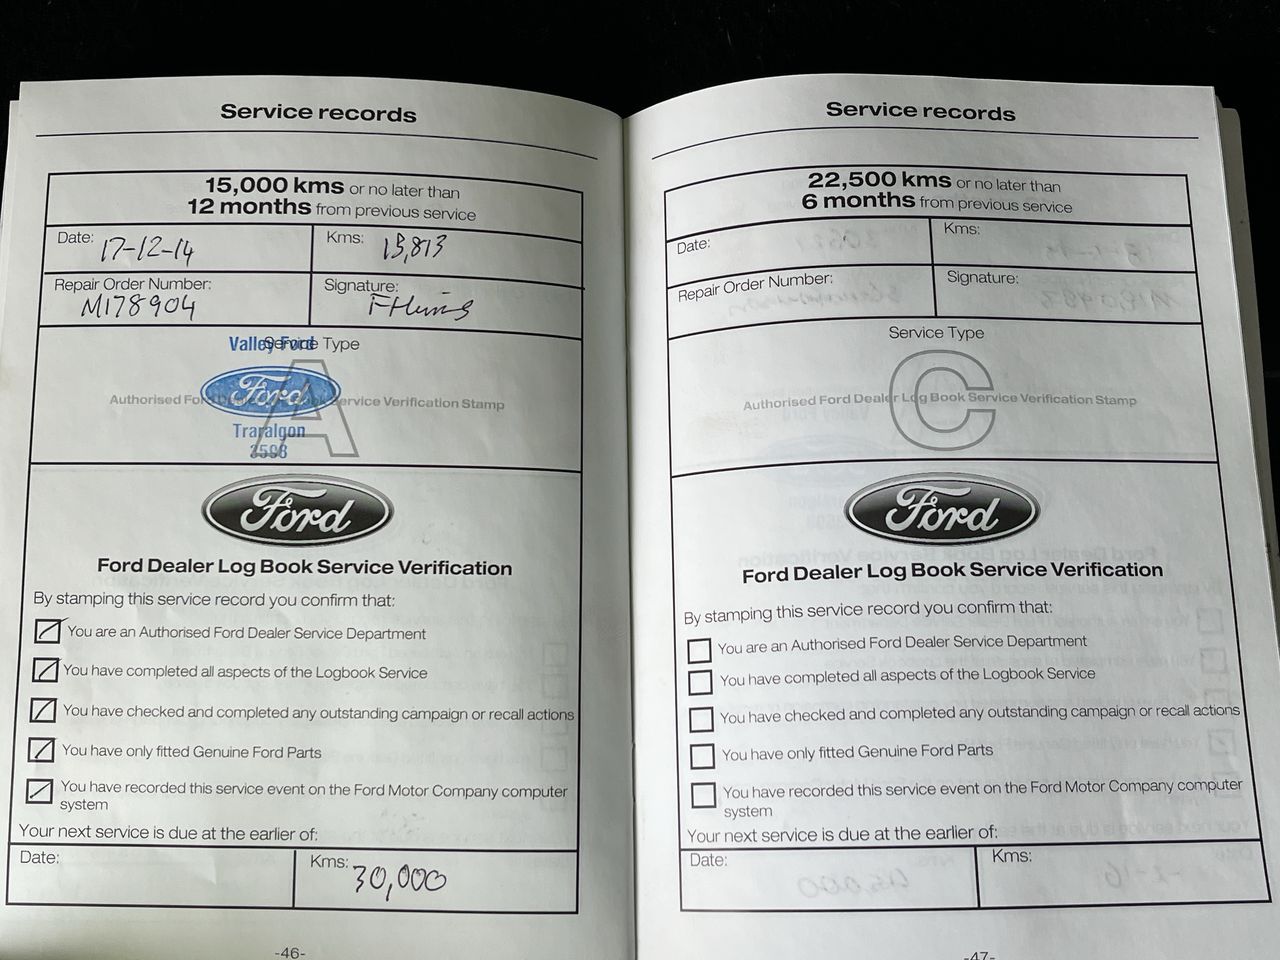 Service records
15,000 kms or no later than
12 months from previous service
Date: 17-12-14
Kms: 13,813
Repair Order Number: M178904
Signature:
Service Type
Valley Ford
A
Authorised Ford Dealer Log Book Service Verification Stamp
Ford
Traralgon
3598
Ford
Ford Dealer Log Book Service Verification
By stamping this service record you confirm that:
You are an Authorised Ford Dealer Service Department
You have completed all aspects of the Logbook Service
You have checked and completed any outstanding campaign or recall actions
You have only fitted Genuine Ford Parts
You have recorded this service event on the Ford Motor Company computer
system
Your next service is due at the earlier of:
Date:
Kms: 30,000
-46-
Service records
22,500 kms or no later than
6 months from previous service
Date:
Kms:
Repair Order Number:
Signature:
Service Type
C
Authorised Ford Dealer Log Book Service Verification Stamp
Ford
Ford Dealer Log Book Service Verification
By stamping this service record you confirm that:
You are an Authorised Ford Dealer Service Department
You have completed all aspects of the Logbook Service
You have checked and completed any outstanding campaign or recall actions
You have only fitted Genuine Ford Parts
You have recorded this service event on the Ford Motor Company computer
system
Your next service is due at the earlier of:
Date:
Kms:
-47-